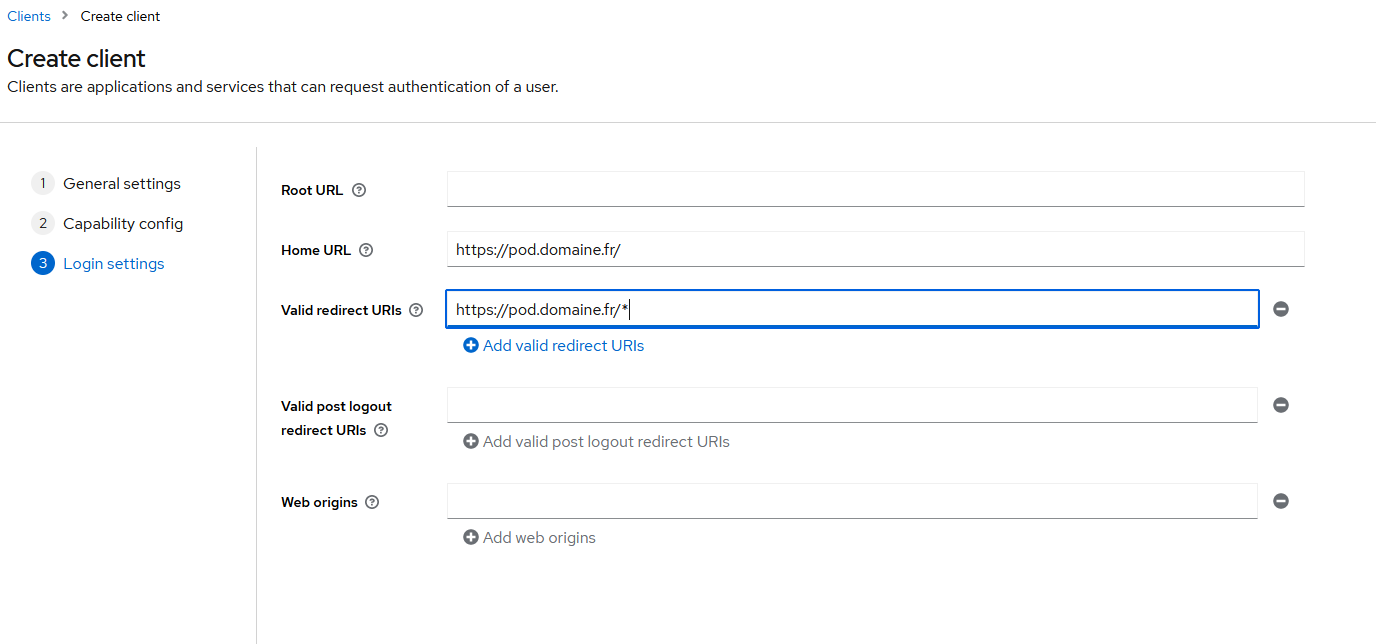 Clients > Create client
Create client
Clients are applications and services that can request authentication of a user.
1 General settings
2 Capability config
3 Login settings
Root URL ?
Home URL ? https://pod.domaine.fr/
Valid redirect URIs ? https://pod.domaine.fr/*
Add valid redirect URIs
Valid post logout
redirect URIs ?
Add valid post logout redirect URIs
Web origins ?
Add web origins